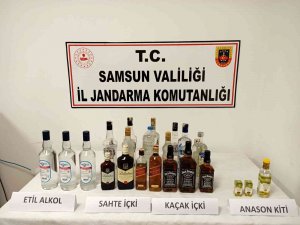 T.C.
SAMSUN VALİLİĞİ
İL JANDARMA KOMUTANLIĞI
ETİL ALKOL
SAHTE İÇKİ
KAÇAK İÇKİ
ANASON KİTİ